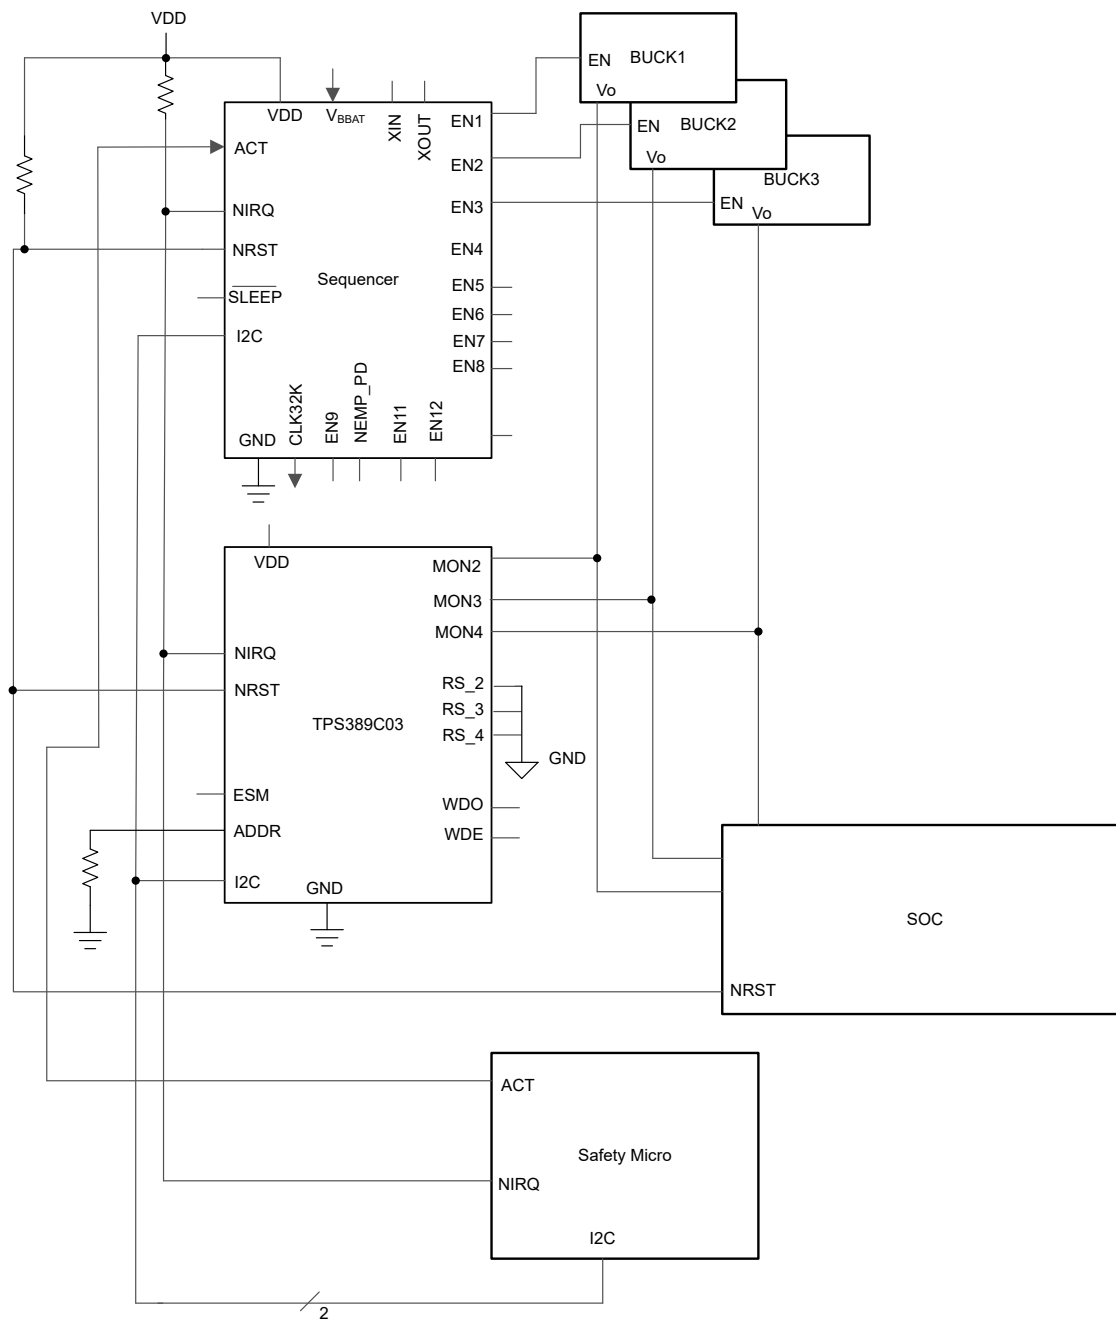 VDD
BUCK1
EN
Vo
BUCK2
EN
Vo
BUCK3
EN
Vo
VDD
VBBAT
XIN
XOUT
EN1
ACT
EN2
NIRQ
EN3
NRST
EN4
Sequencer
EN5
SLEEP
EN6
I2C
EN7
EN8
GND
CLK32K
EN9
NEMP_PD
EN11
EN12
VDD
MON2
MON3
MON4
NIRQ
NRST
RS_2
RS_3
RS_4
TPS389C03
GND
ESM
WDO
ADDR
WDE
I2C
GND
SOC
NRST
ACT
Safety Micro
NIRQ
I2C
2